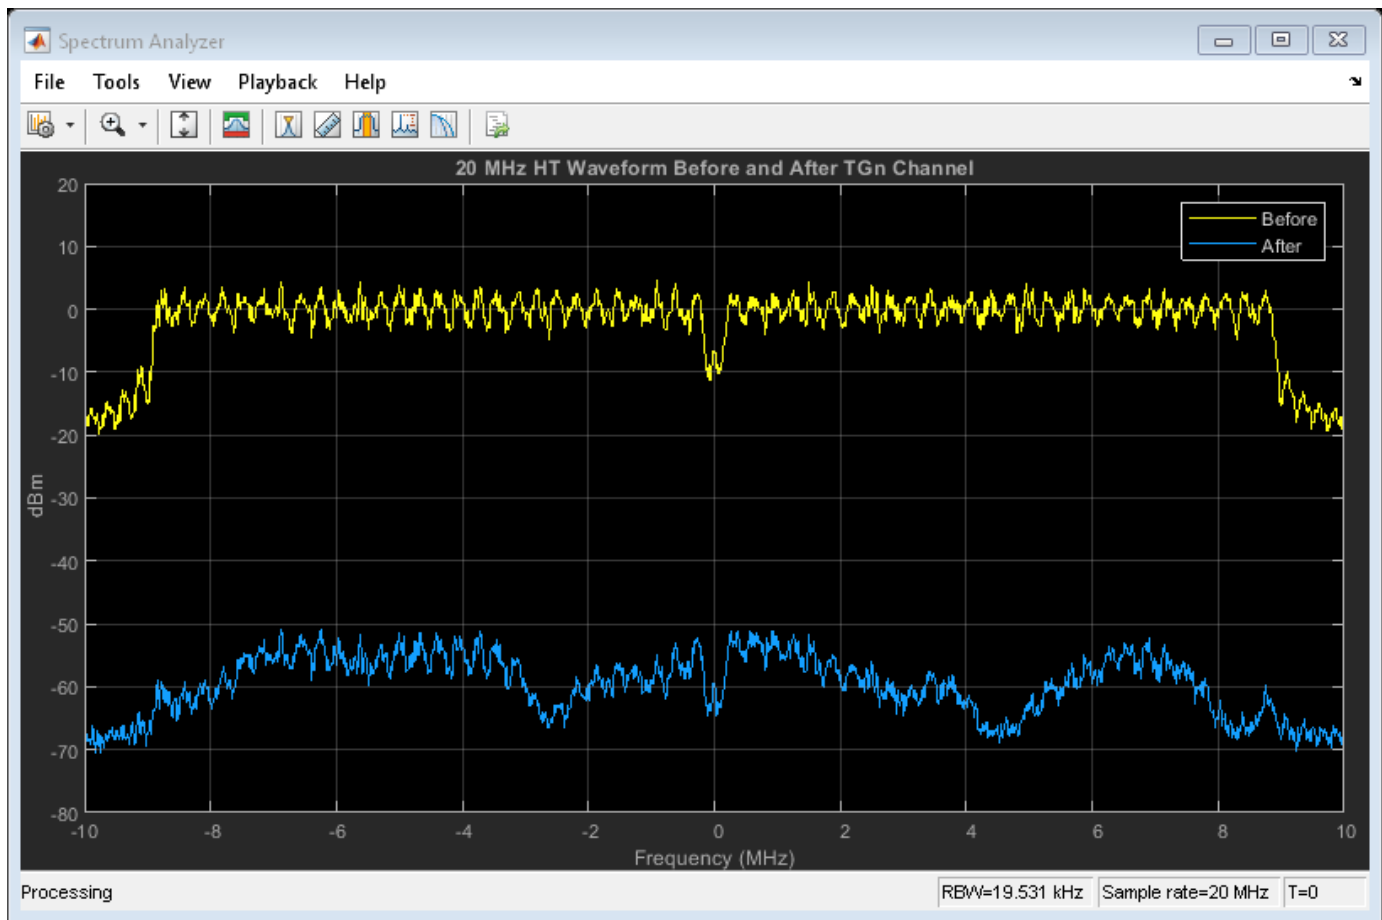 Spectrum Analyzer
File Tools View Playback Help
20 MHz HT Waveform Before and After TGn Channel
Before
After
20
10
0
-10
-20
-30
-40
-50
-60
-70
-80
dBm
-10 -8 -6 -4 -2 0 2 4 6 8 10
Frequency (MHz)
Processing RBW=19.531 kHz Sample rate=20 MHz T=0